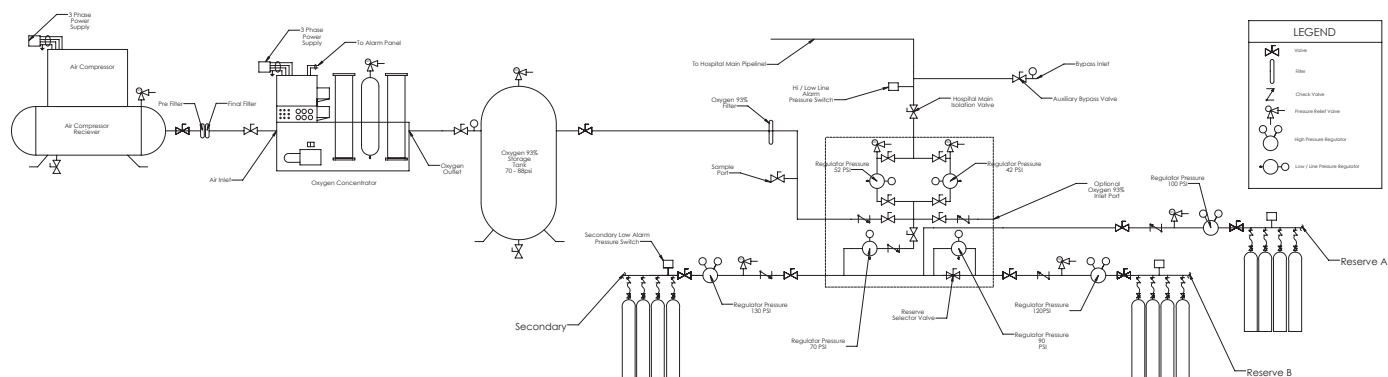 3 Phase
Power
Supply
Air Compressor
Air Compressor
Reciever
Pre Filter
Final Filter
3 Phase
Power
Supply
To Alarm Panel
Air Inlet
Oxygen Concentrator
Oxygen
Outlet
Oxygen 93%
Storage
Tank
70 - 88psi
Oxygen 93%
Filter
Sample
Port
To Hospital Main Pipelinel
Hi / Low Line
Alarm
Pressure Switch
Hospital Main
Isolation Valve
Bypass Inlet
Auxiliary Bypass Valve
Regulator Pressure
52 PSI
Regulator Pressure
42 PSI
Optional
Oxygen 93%
Inlet Port
Regulator Pressure
100 PSI
Reserve A
Secondary Low Alarm
Pressure Switch
Secondary
Regulator Pressure
130 PSI
Regulator Pressure
70 PSI
Reserve
Selector Valve
Regulator Pressure
90
PSI
Regulator Pressure
120PSI
Reserve B
LEGEND
Valve
Filter
Check Valve
Pressure Relief Valve
High Pressure Regulator
Low / Line Pressure Regulator